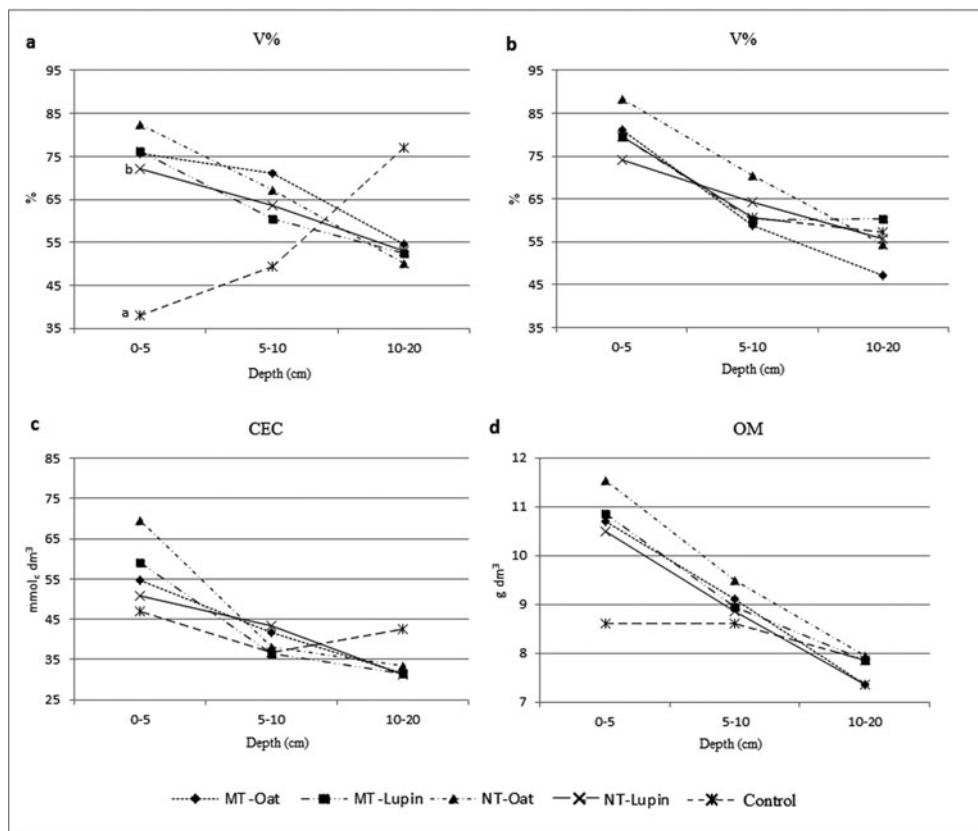 a
V%
95
85
75
65
55
45
35
%
b
a
0-5
5-10
10-20
Depth (cm)
b
V%
95
85
75
65
55
45
35
%
0-5
5-10
10-20
Depth (cm)
c
CEC
85
75
65
55
45
35
25
mmolc dm³
0-5
5-10
10-20
Depth (cm)
d
OM
12
11
10
9
8
7
g dm³
0-5
5-10
10-20
Depth (cm)
MT-Oat MT-Lupin NT-Oat NT-Lupin Control